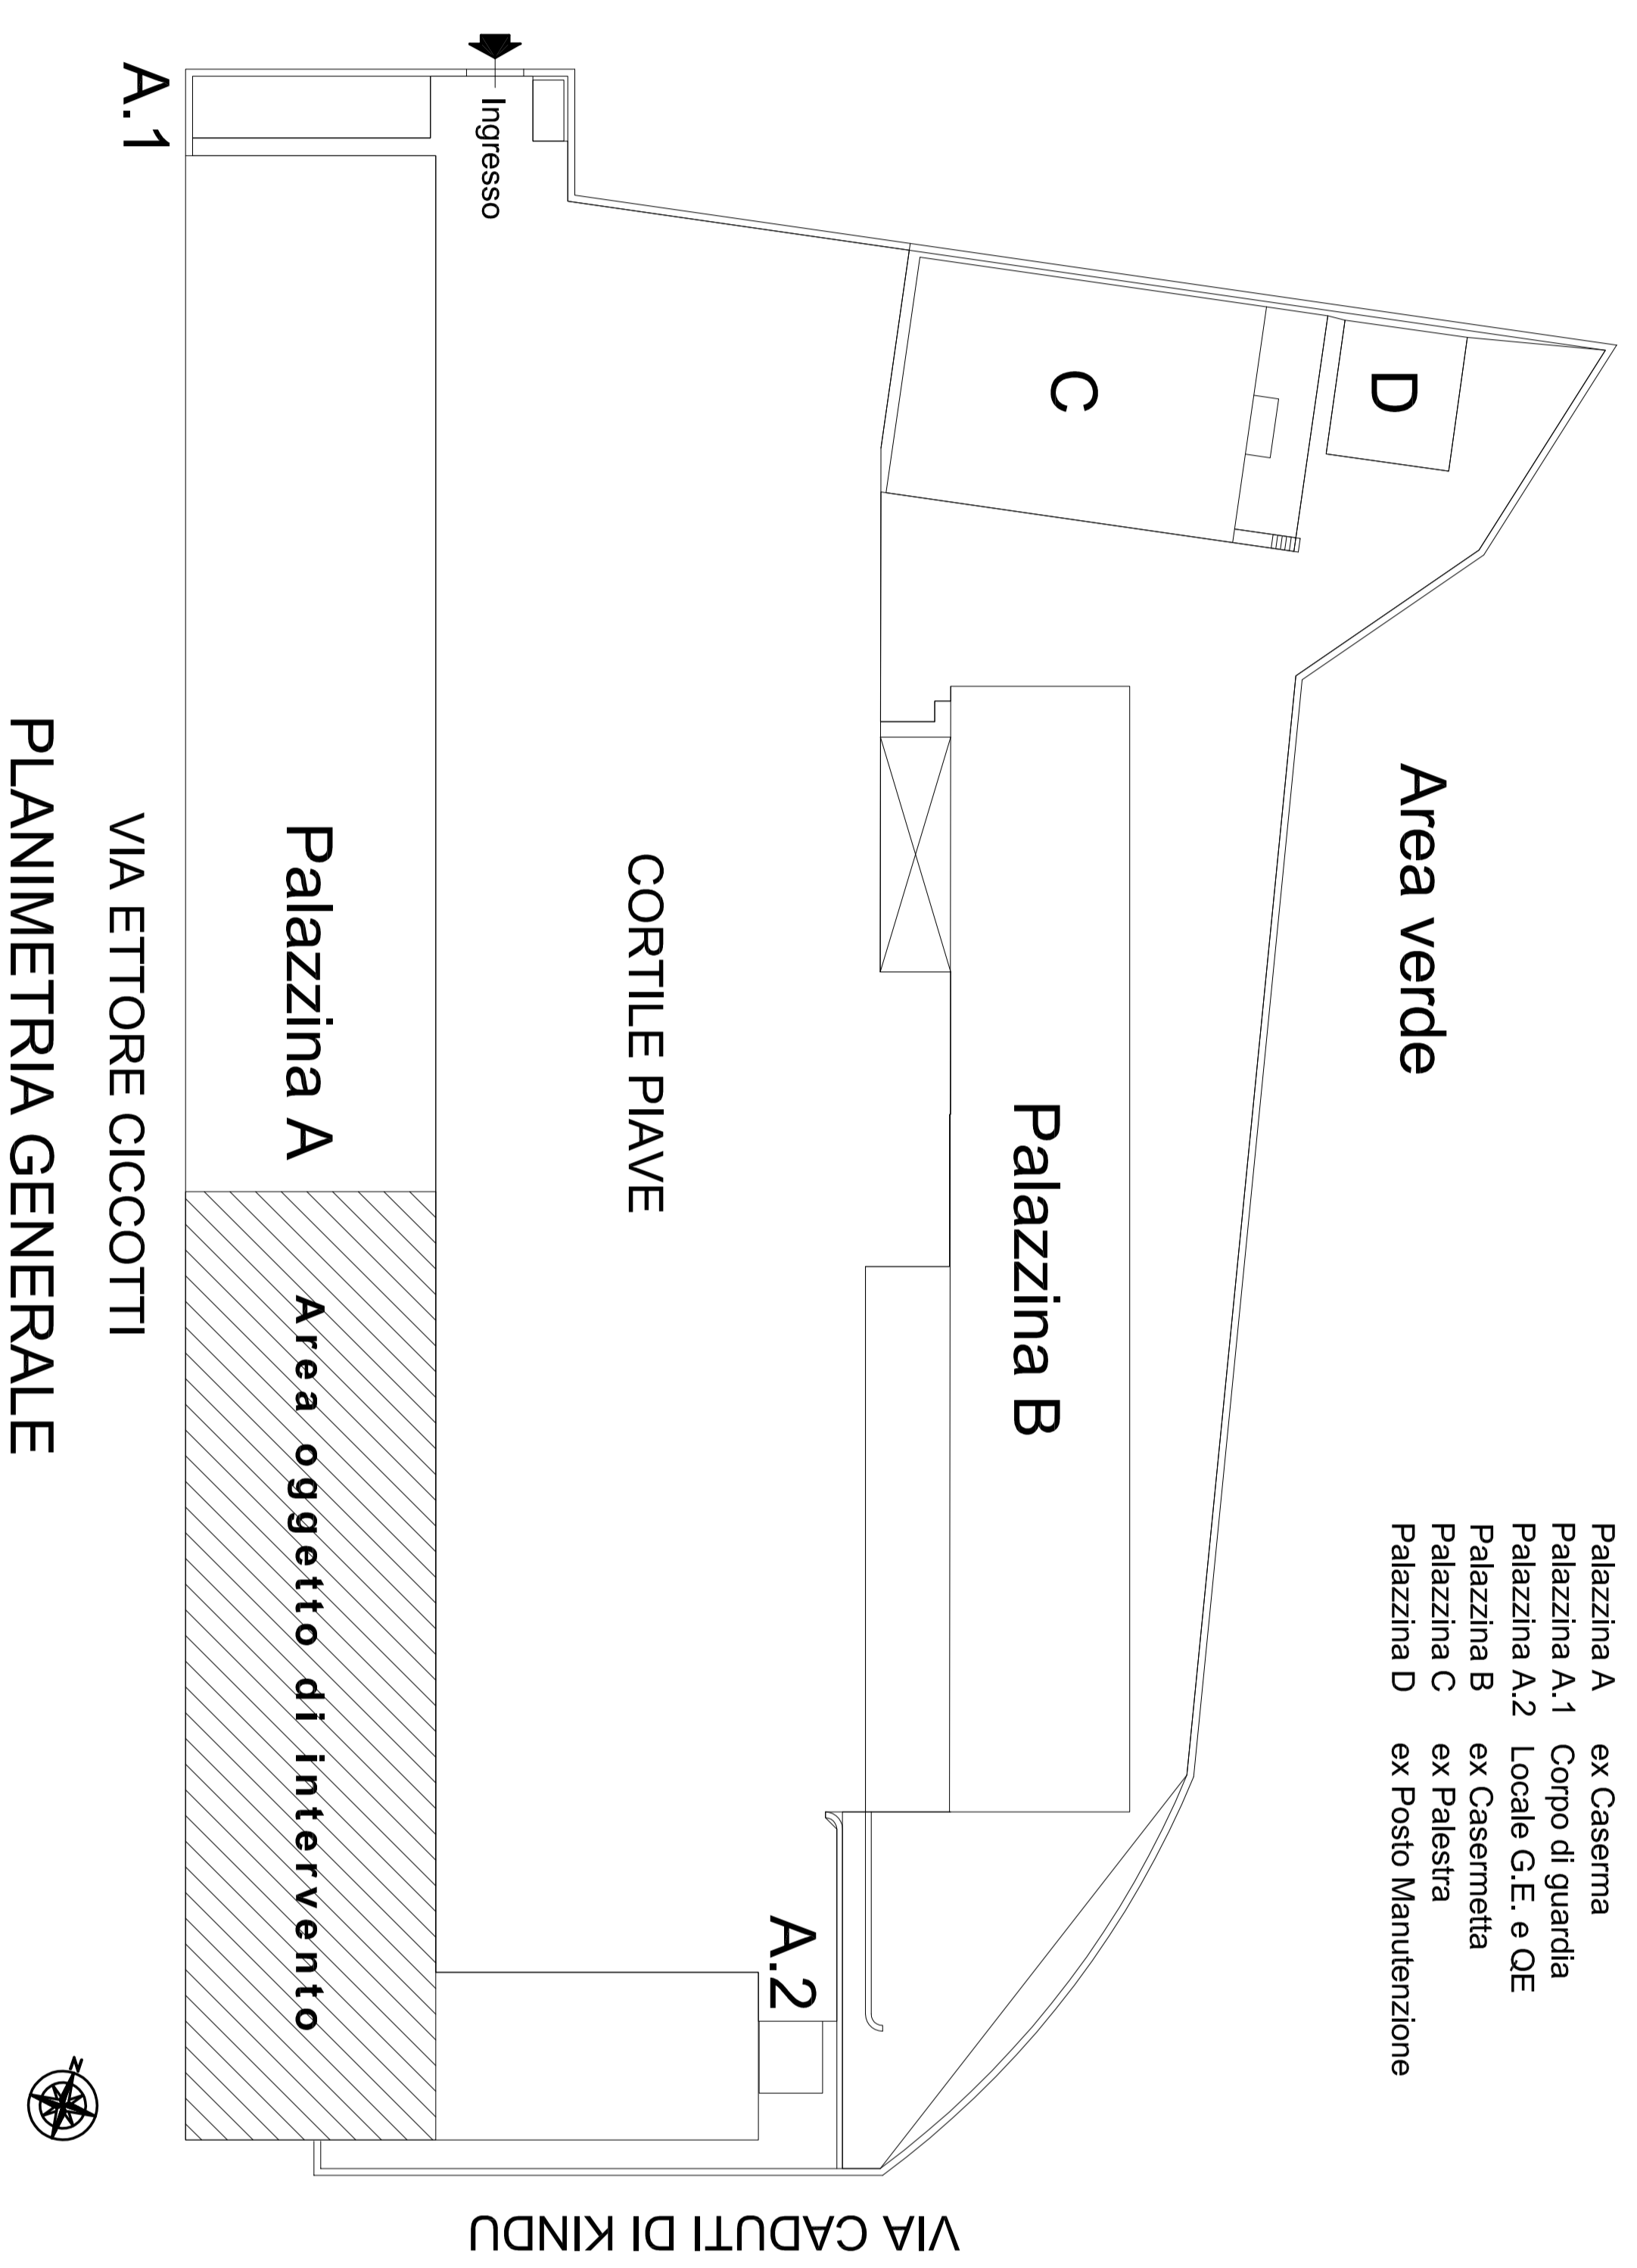 Palazzina A ex Caserma
Palazzina A.1 Corpo di guardia
Palazzina A.2 Locale G.E. e QE
Palazzina B ex Casermetta
Palazzina C ex Palestra
Palazzina D ex Posto Manutenzione
Area verde
D
C
Palazzina B
A.2
CORTILE PIAVE
Ingresso
VIA CADUTI DI KINDU
Palazzina A
Area oggetto di intervento
A.1
VIA ETTORE CICCOTTI
N
PLANIMETRIA GENERALE